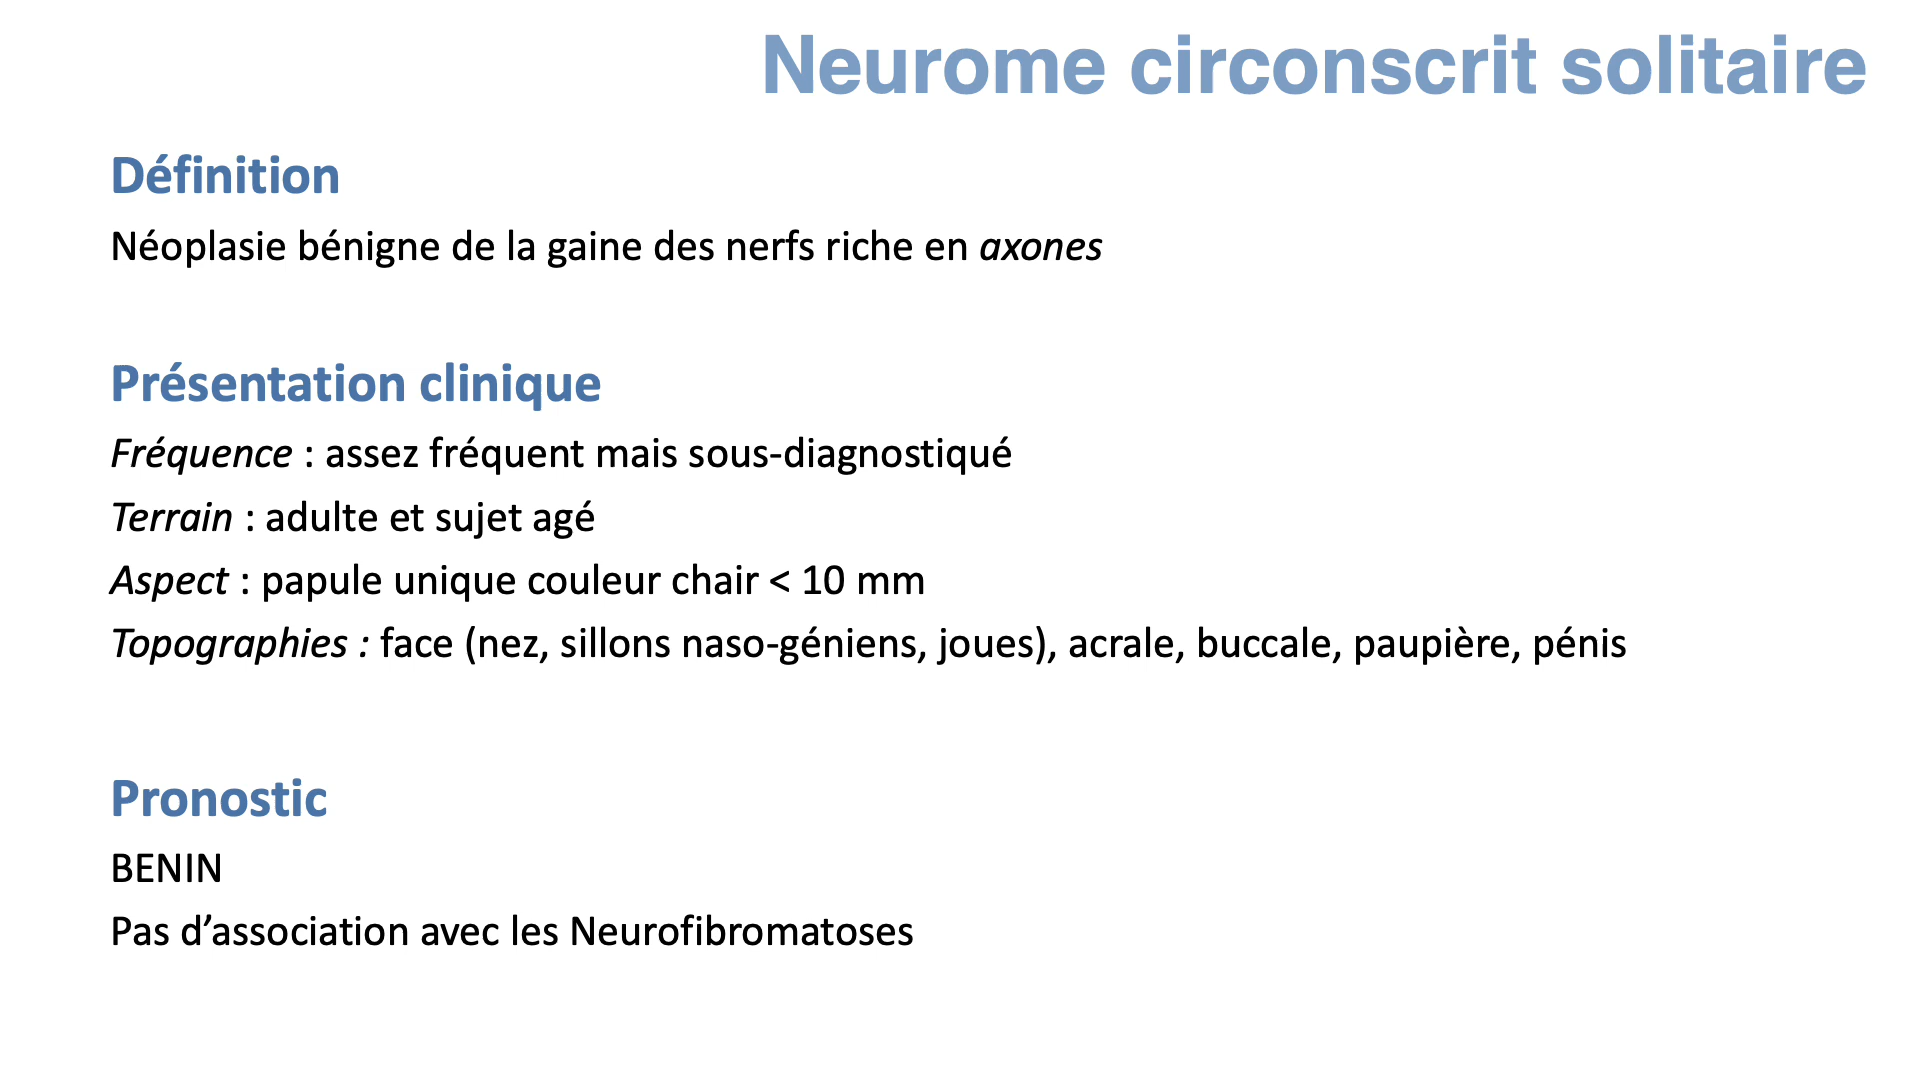 Neurome circonscrit solitaire
Définition
Néoplasie bénigne de la gaine des nerfs riche en axones
Présentation clinique
Fréquence : assez fréquent mais sous-diagnostiqué
Terrain : adulte et sujet agé
Aspect : papule unique couleur chair < 10 mm
Topographies : face (nez, sillons naso-géniens, joues), acrale, buccale, paupière, pénis
Pronostic
BENIN
Pas d’association avec les Neurofibromatoses